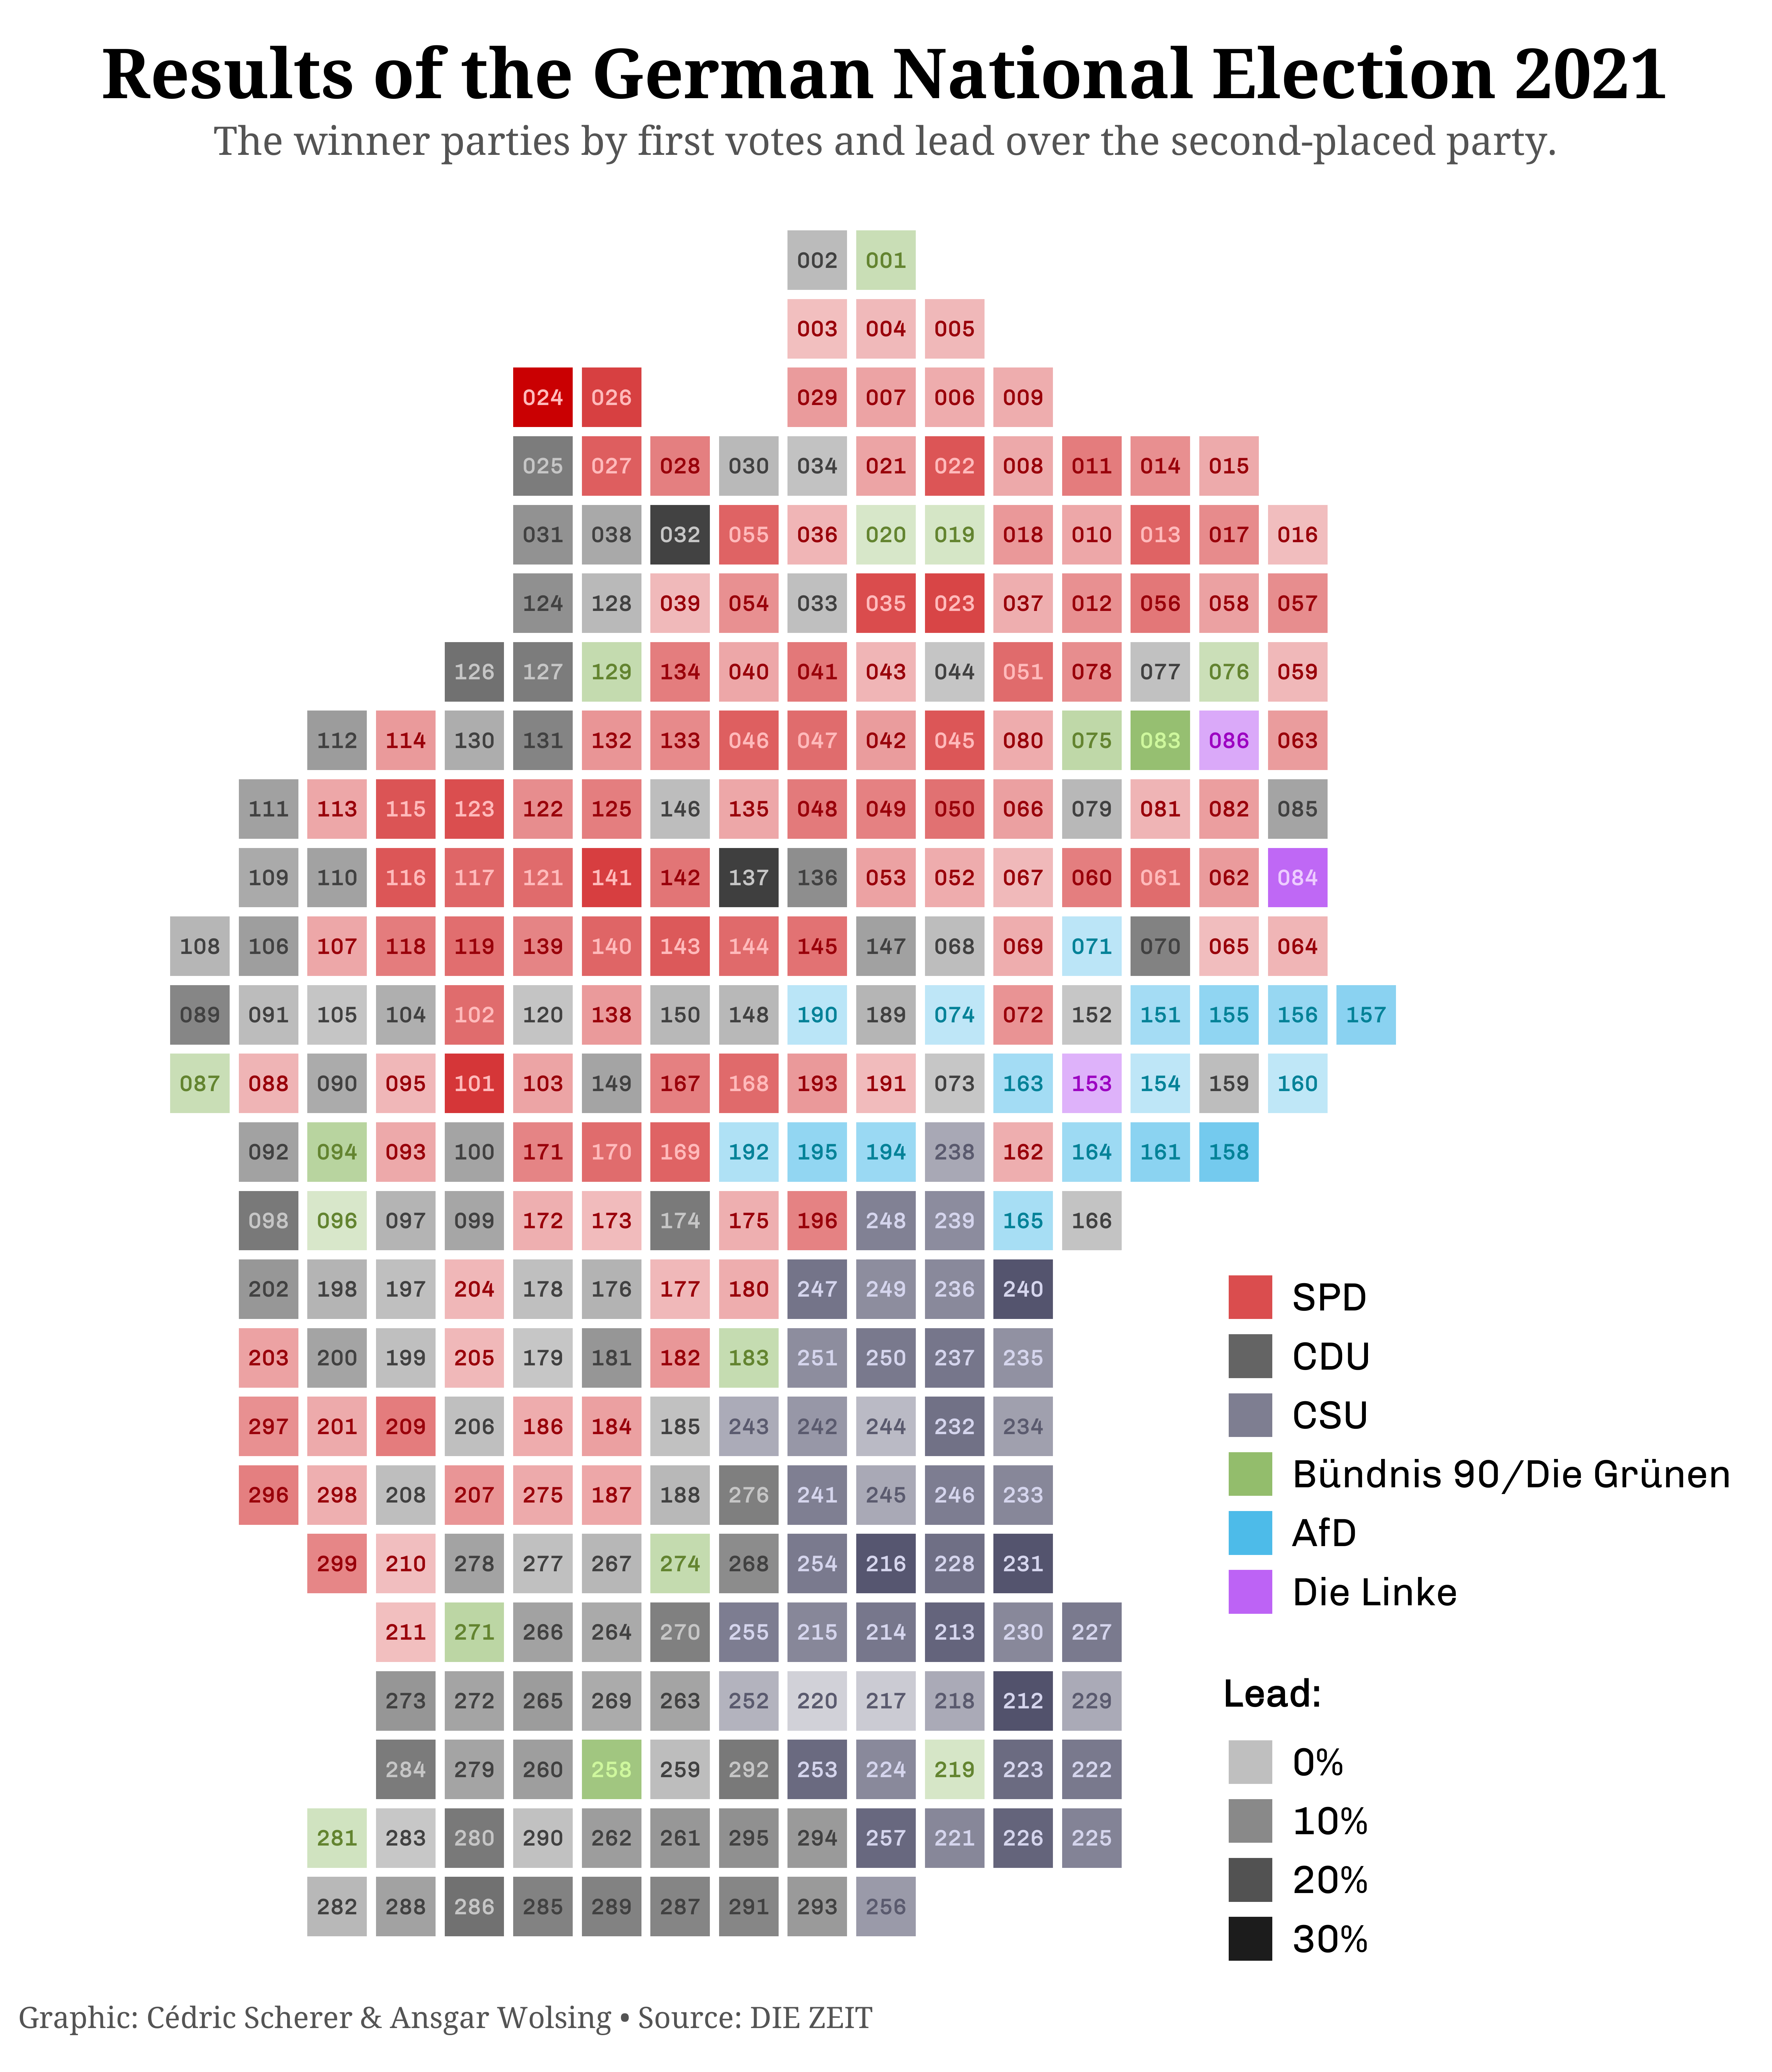 Results of the German National Election 2021
The winner parties by first votes and lead over the second-placed party.
002 001
003 004 005
024 026 029 007 006 009
025 027 028 030 034 021 022 008 011 014 015
031 038 032 055 036 020 019 018 010 013 017 016
124 128 039 054 033 035 023 037 012 056 058 057
126 127 129 134 040 041 043 044 051 078 077 076 059
112 114 130 131 132 133 046 047 042 045 080 075 083 086 063
111 113 115 123 122 125 146 135 048 049 050 066 079 081 082 085
109 110 116 117 121 141 142 137 136 053 052 067 060 061 062 084
108 106 107 118 119 139 140 143 144 145 147 068 069 071 070 065 064
089 091 105 104 102 120 138 150 148 190 189 074 072 152 151 155 156 157
087 088 090 095 101 103 149 167 168 193 191 073 163 153 154 159 160
092 094 093 100 171 170 169 192 195 194 238 162 164 161 158
098 096 097 099 172 173 174 175 196 248 239 165 166
202 198 197 204 178 176 177 180 247 249 236 240
203 200 199 205 179 181 182 183 251 250 237 235
297 201 209 206 186 184 185 243 242 244 232 234
296 298 208 207 275 187 188 276 241 245 246 233
299 210 278 277 267 274 268 254 216 228 231
211 271 266 264 270 255 215 214 213 230 227
273 272 265 269 263 252 220 217 218 212 229
284 279 260 258 259 292 253 224 219 223 222
281 283 280 290 262 261 295 294 257 221 226 225
282 288 286 285 289 287 291 293 256
SPD
CDU
CSU
Bündnis 90/Die Grünen
AfD
Die Linke
Lead:
0%
10%
20%
30%
Graphic: Cédric Scherer & Ansgar Wolsing • Source: DIE ZEIT